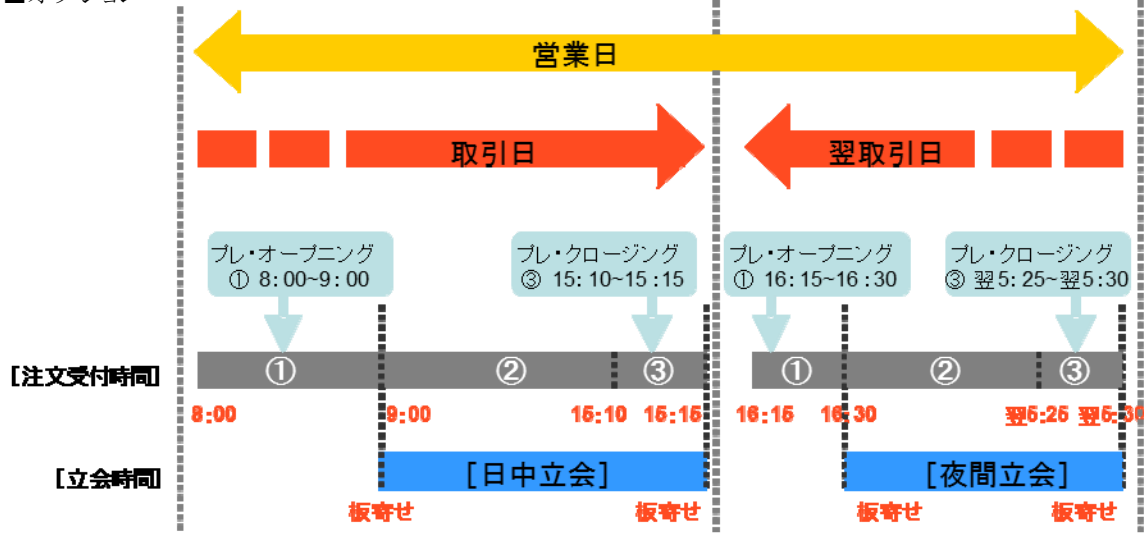 営業日
取引日
翌取引日
プレ・オープニング
① 8:00~9:00
プレ・クロージング
③ 15:10~15:15
プレ・オープニング
① 16:15~16:30
プレ・クロージング
③ 翌5:25~翌5:30
[注文受付時間]
① ② ③ ① ② ③
8:00 9:00 15:10 15:15 16:15 16:30 翌5:25 翌5:30
[立会時間]
[日中立会] [夜間立会]
板寄せ 板寄せ 板寄せ 板寄せ